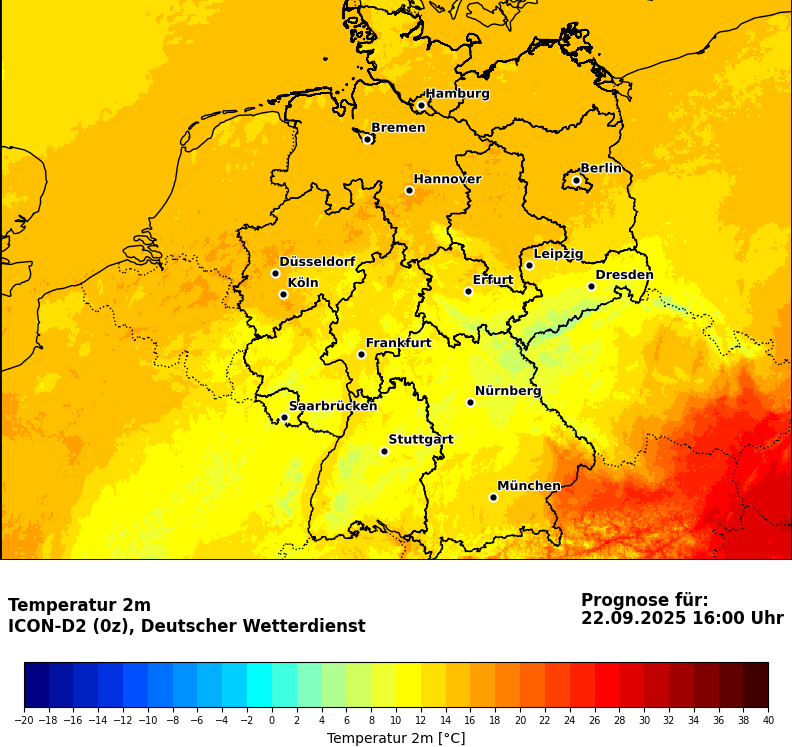 Hamburg
Bremen
Berlin
Hannover
Leipzig
Düsseldorf
Dresden
Köln
Erfurt
Frankfurt
Nürnberg
Saarbrücken
Stuttgart
München
Temperatur 2m
ICON-D2 (0z), Deutscher Wetterdienst
Prognose für:
22.09.2025 16:00 Uhr
−20 −18 −16 −14 −12 −10 −8 −6 −4 −2 0 2 4 6 8 10 12 14 16 18 20 22 24 26 28 30 32 34 36 38 40
Temperatur 2m [°C]